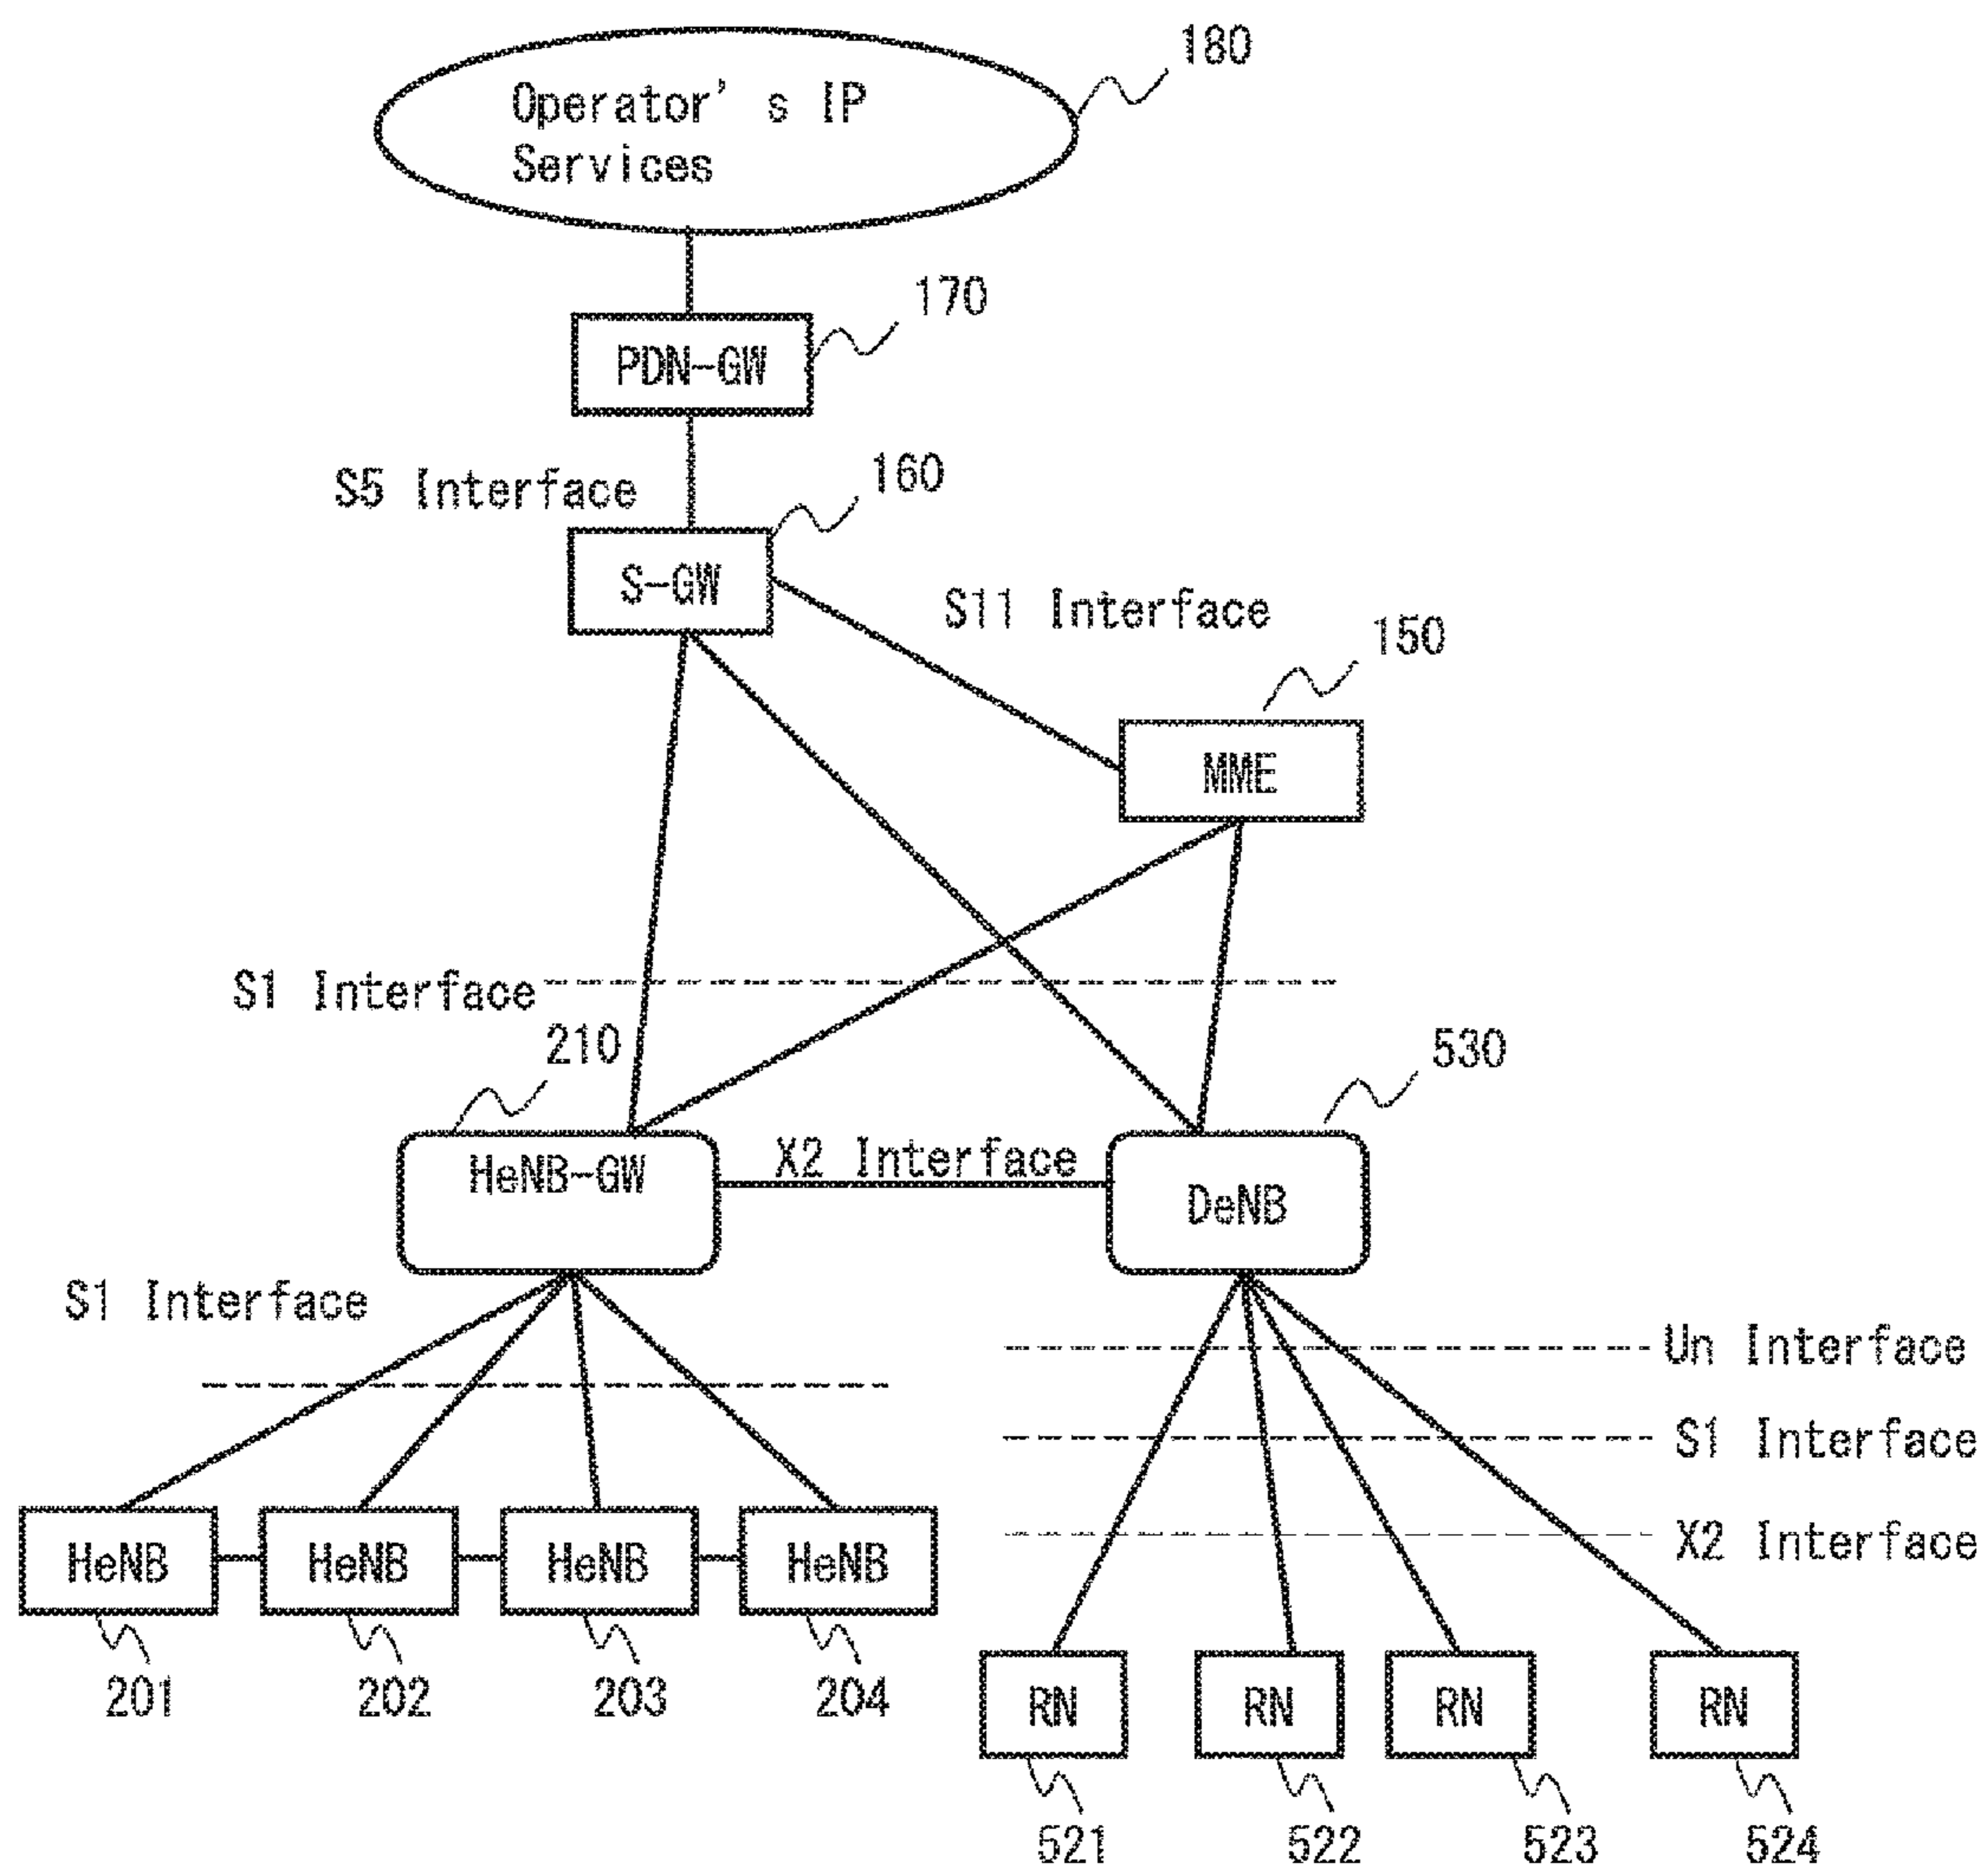 180
Operator's IP
Services
170
PDN-GW
S5 Interface
160
S-GW
S11 Interface
150
MME
S1 Interface
210
530
HeNB-GW
X2 Interface
DeNB
S1 Interface
Un Interface
S1 Interface
X2 Interface
HeNB HeNB HeNB HeNB
201 202 203 204
RN RN RN RN
521 522 523 524